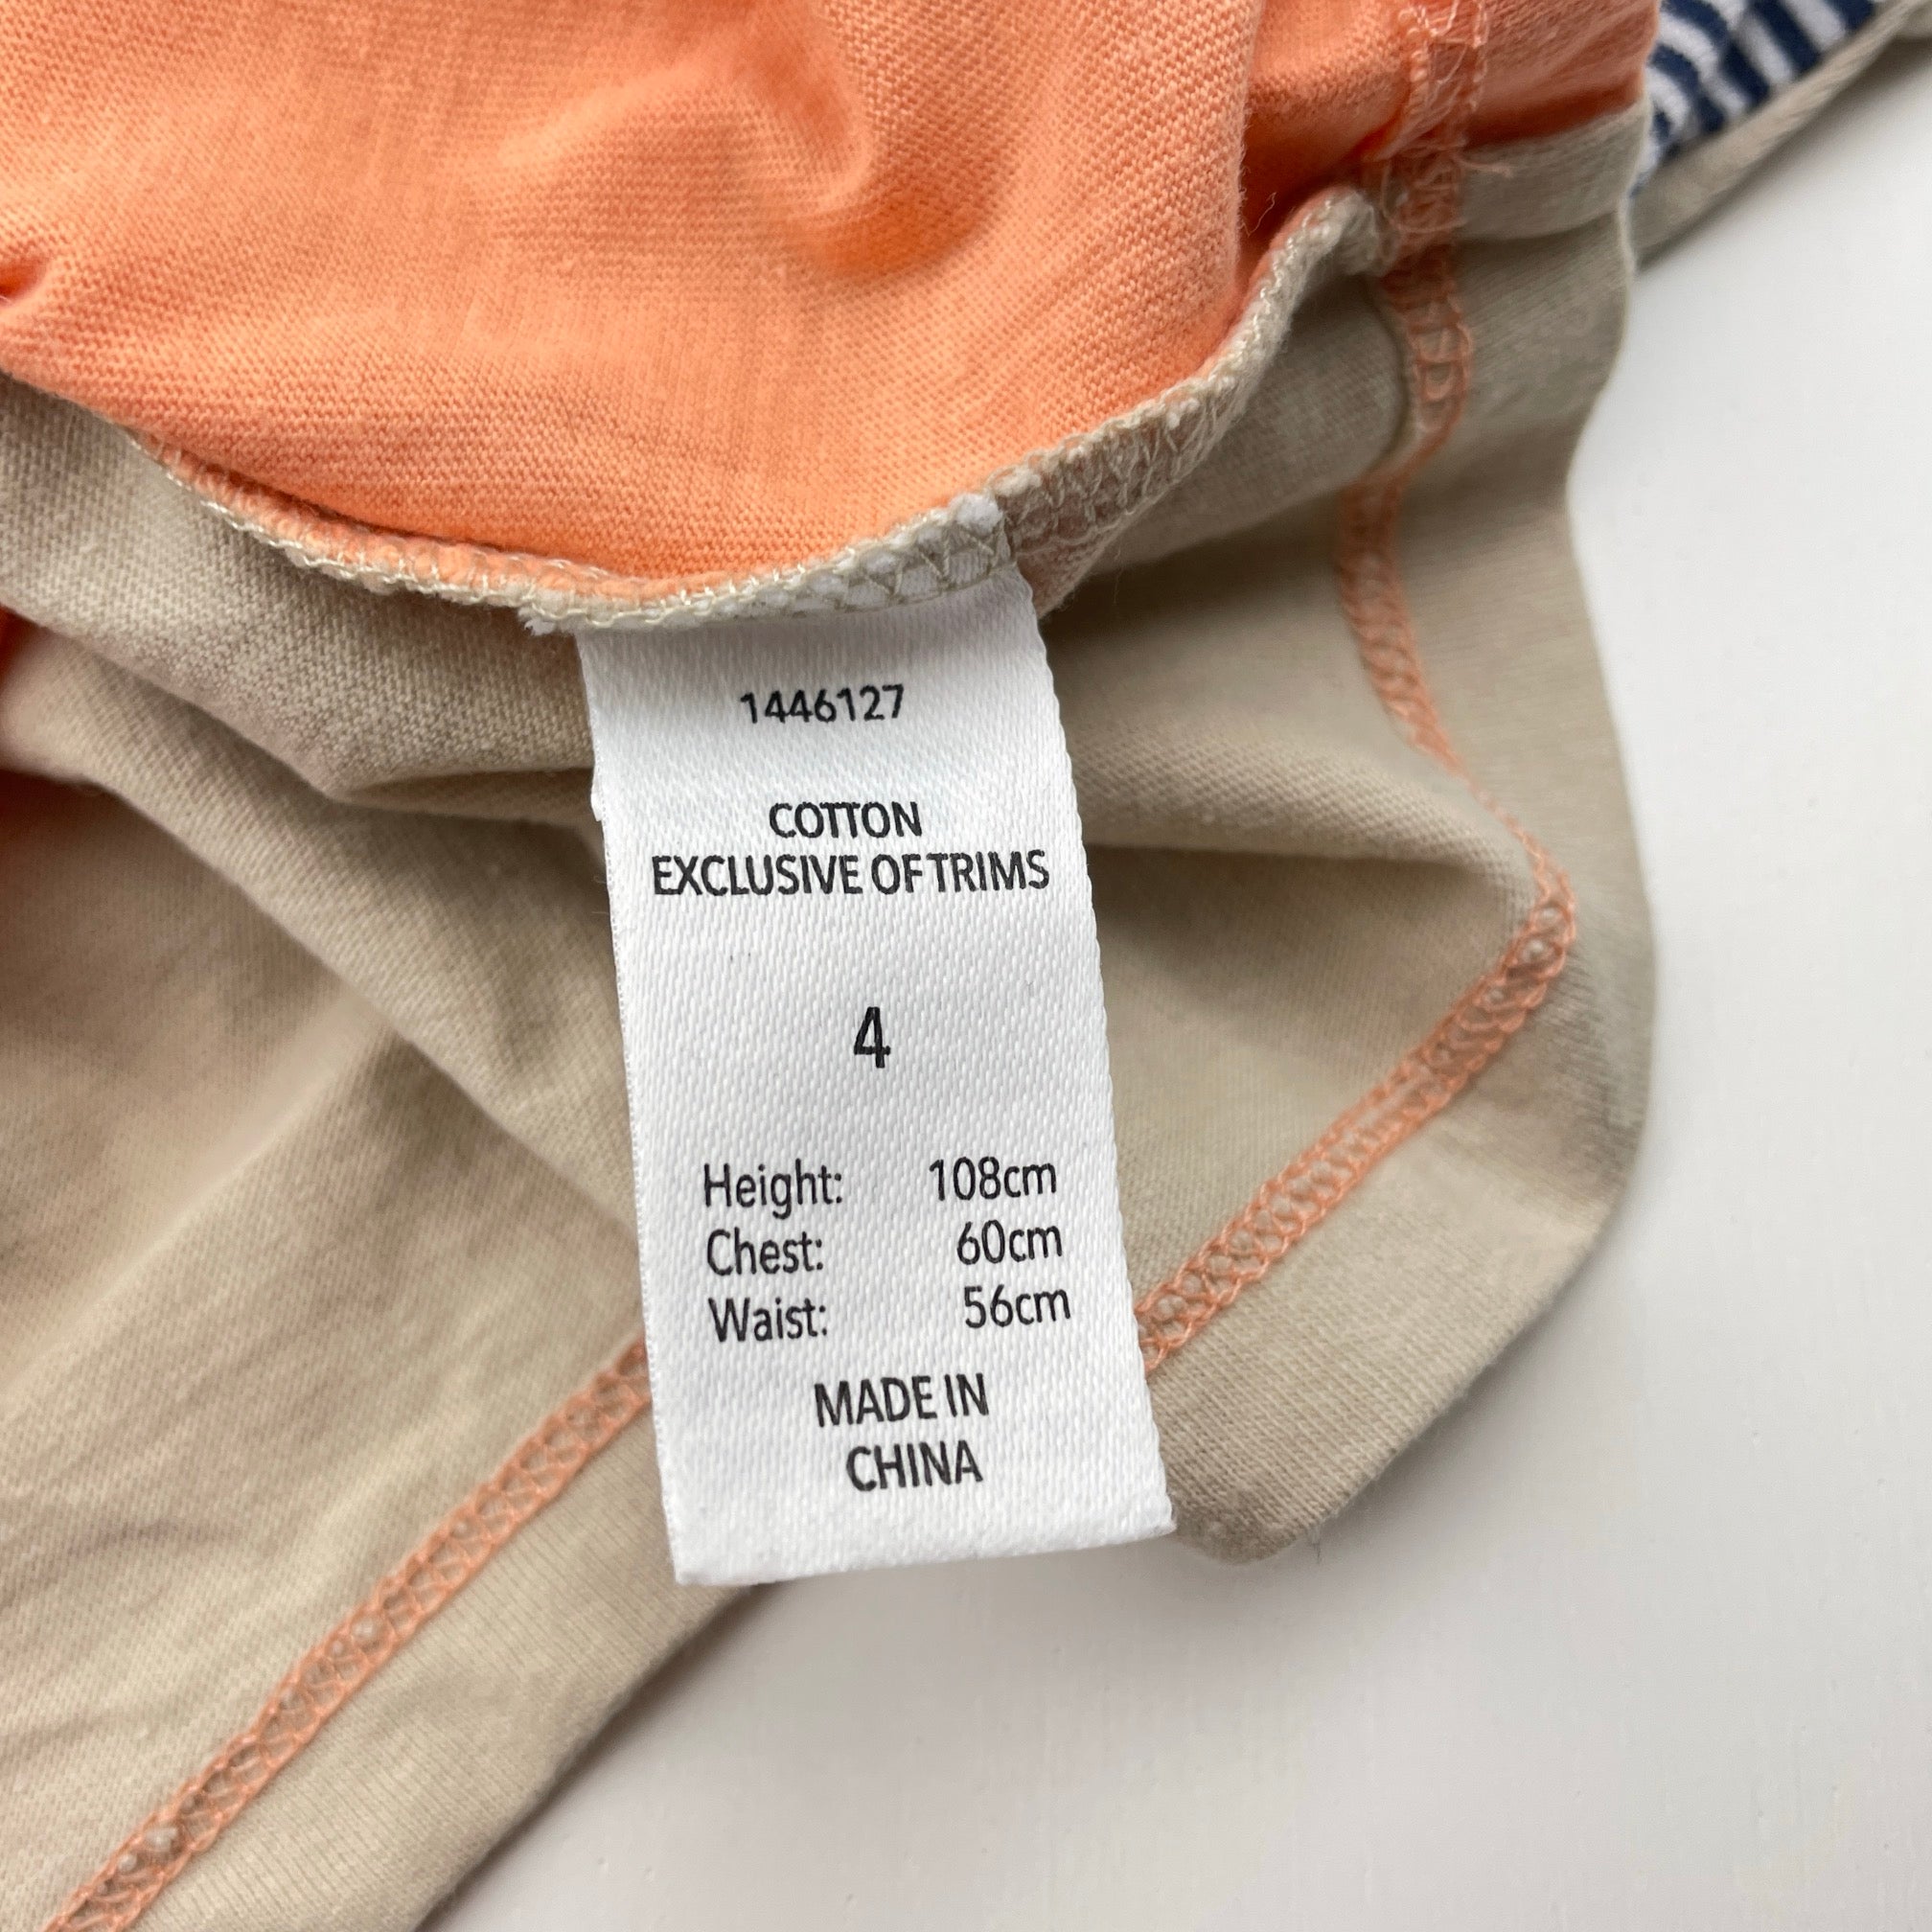 1446127
COTTON
EXCLUSIVE OF TRIMS
4
Height: 108cm
Chest: 60cm
Waist: 56cm
MADE IN
CHINA